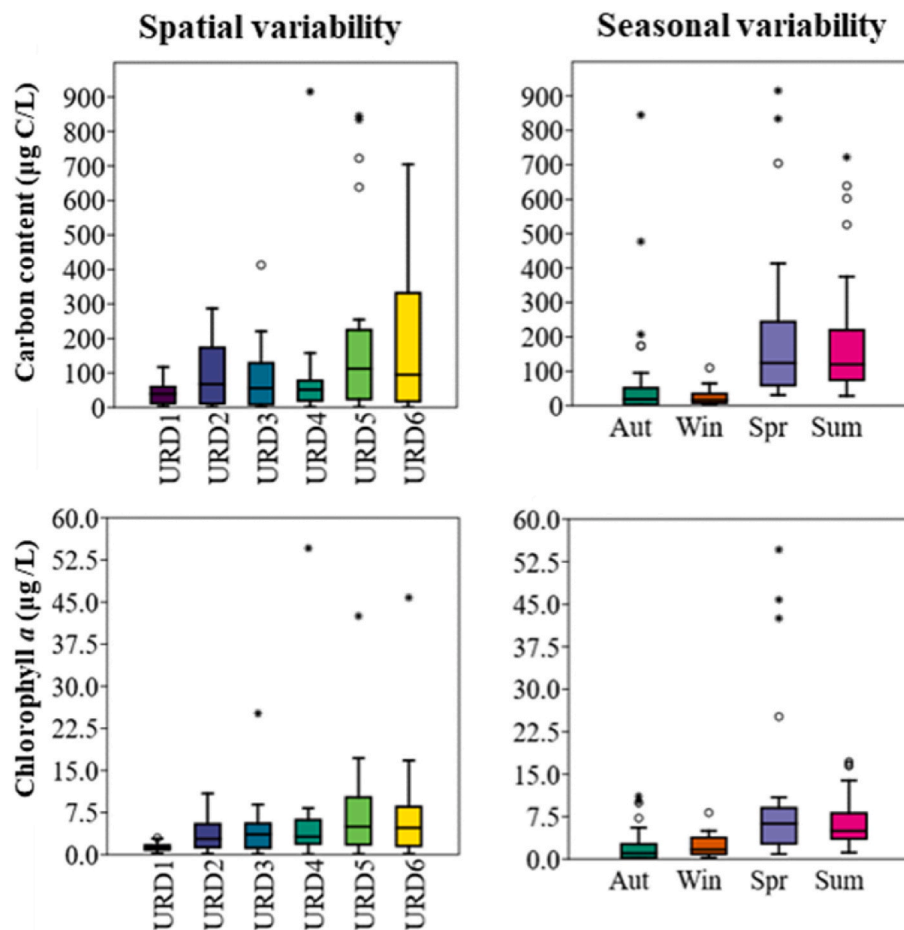 Spatial variability
Seasonal variability
Carbon content (µg C/L)
900
800
700
600
500
400
300
200
100
0
URD1
URD2
URD3
URD4
URD5
URD6
900
800
700
600
500
400
300
200
100
0
Aut Win Spr Sum
Chlorophyll a (µg/L)
60.0
52.5
45.0
37.5
30.0
22.5
15.0
7.5
0.0
URD1
URD2
URD3
URD4
URD5
URD6
60.0
52.5
45.0
37.5
30.0
22.5
15.0
7.5
0.0
Aut Win Spr Sum